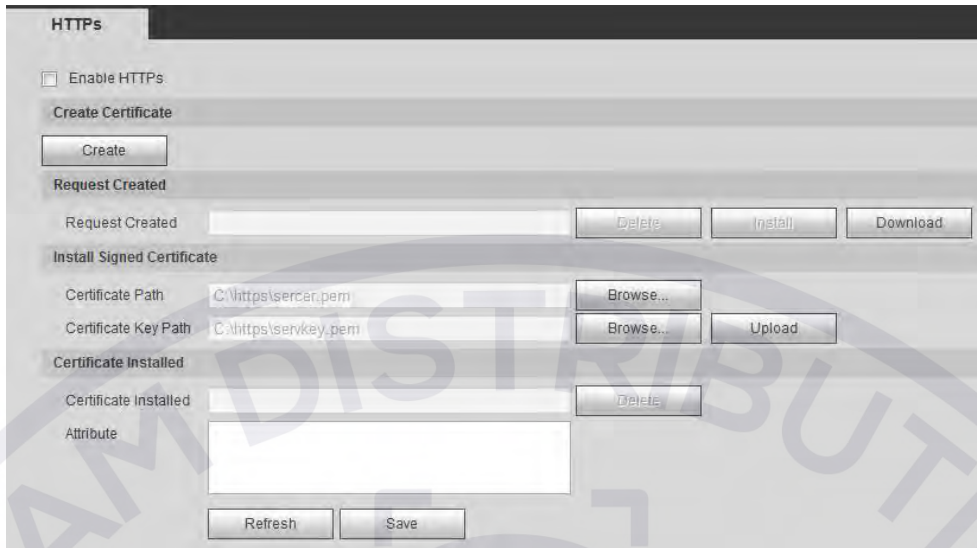 HTTPs
Enable HTTPs
Create Certificate
Create
Request Created
Request Created Delete Install Download
Install Signed Certificate
Certificate Path C:\https\sercer.pem Browse...
Certificate Key Path C:\https\servkey.pem Browse... Upload
Certificate Installed
Certificate Installed Delete
Attribute
Refresh Save
AM DISTRIBUTI